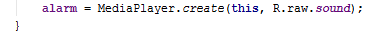 alarm = MediaPlayer.create(this, R.raw.sound);
}